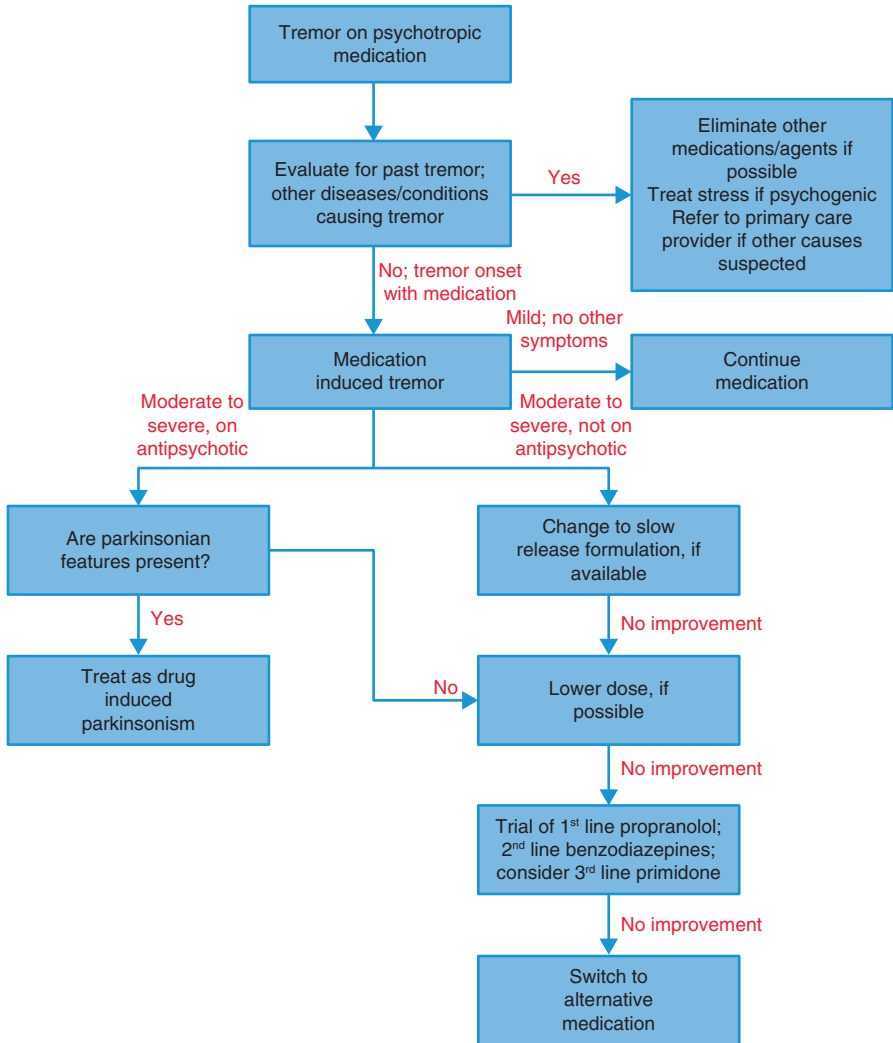 Tremor on psychotropic
medication
Evaluate for past tremor;
other diseases/conditions
causing tremor
Yes
Eliminate other
medications/agents if
possible
Treat stress if psychogenic
Refer to primary care
provider if other causes
suspected
No; tremor onset
with medication
Mild; no other
symptoms
Medication
induced tremor
Continue
medication
Moderate to
severe, on
antipsychotic
Moderate to
severe, not on
antipsychotic
Are parkinsonian
features present?
Change to slow
release formulation, if
available
Yes
No improvement
Treat as drug
induced
parkinsonism
No
Lower dose, if
possible
No improvement
Trial of 1st line propranolol;
2nd line benzodiazepines;
consider 3rd line primidone
No improvement
Switch to
alternative
medication